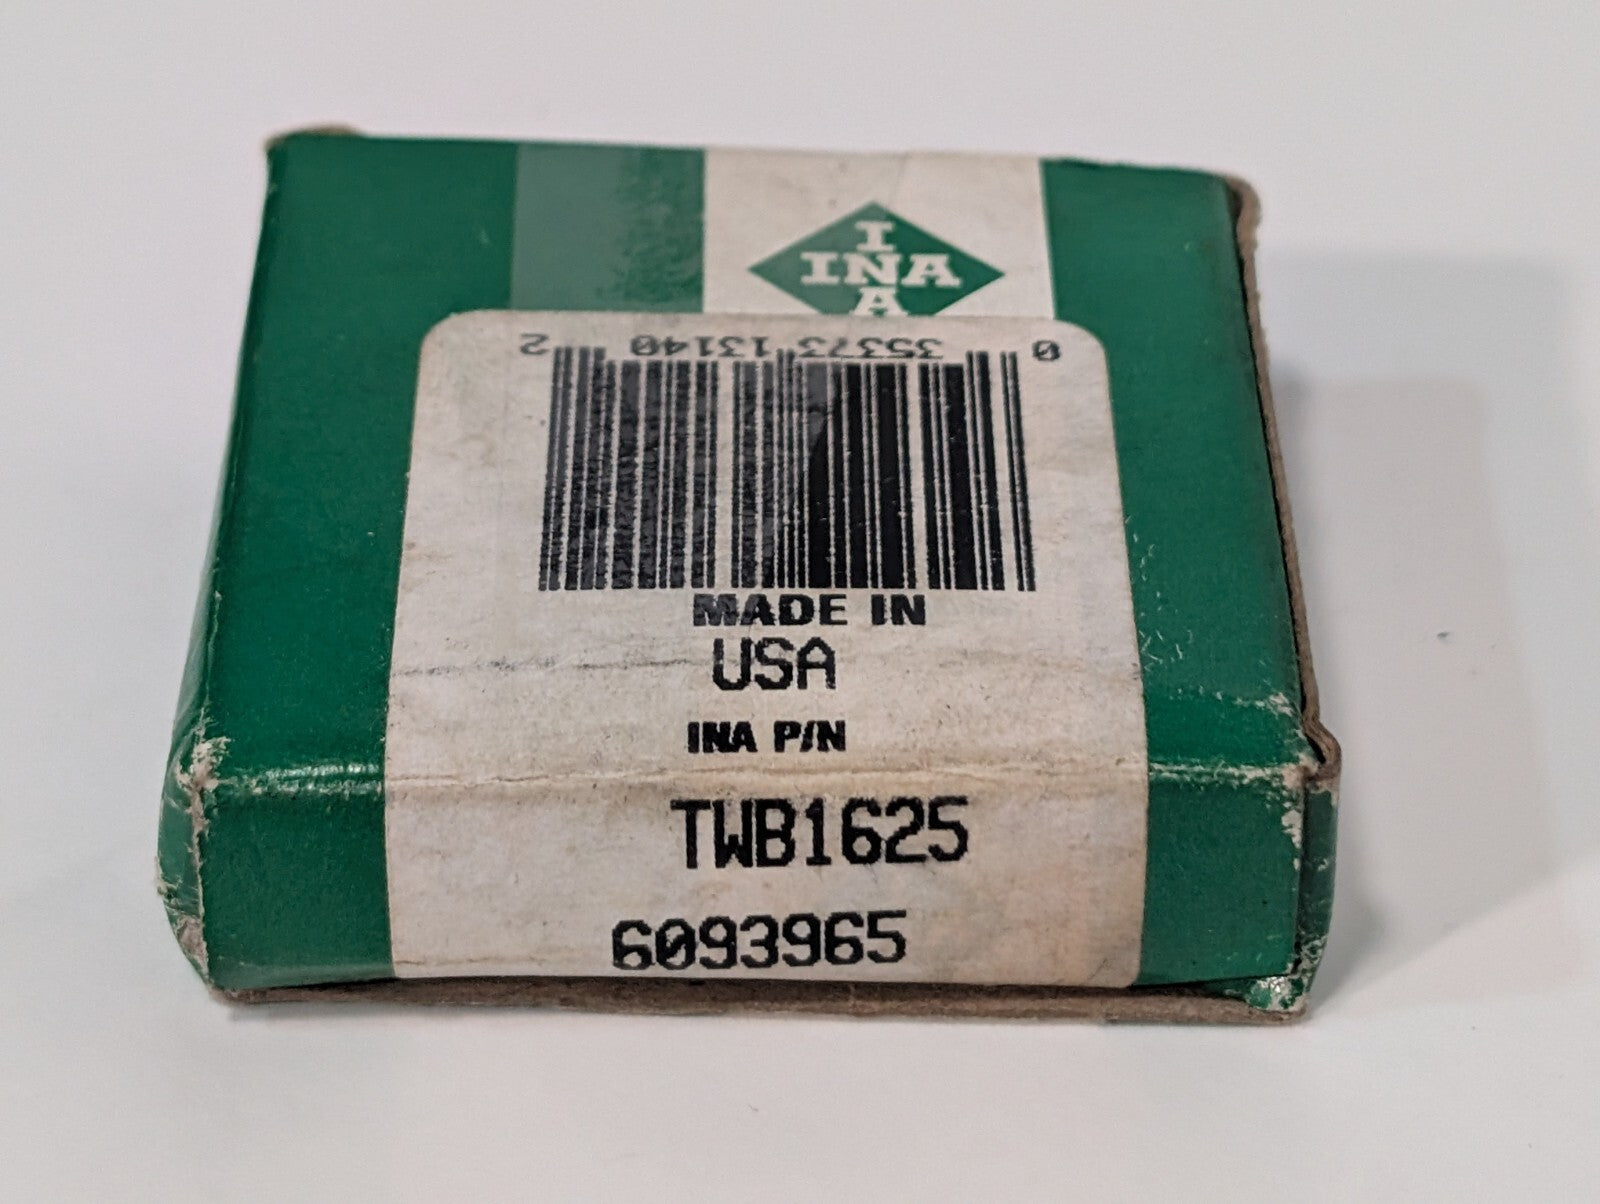 I
INA
A
0 35373 13140 2
MADE IN
USA
INA P/N
TWB1625
6093965